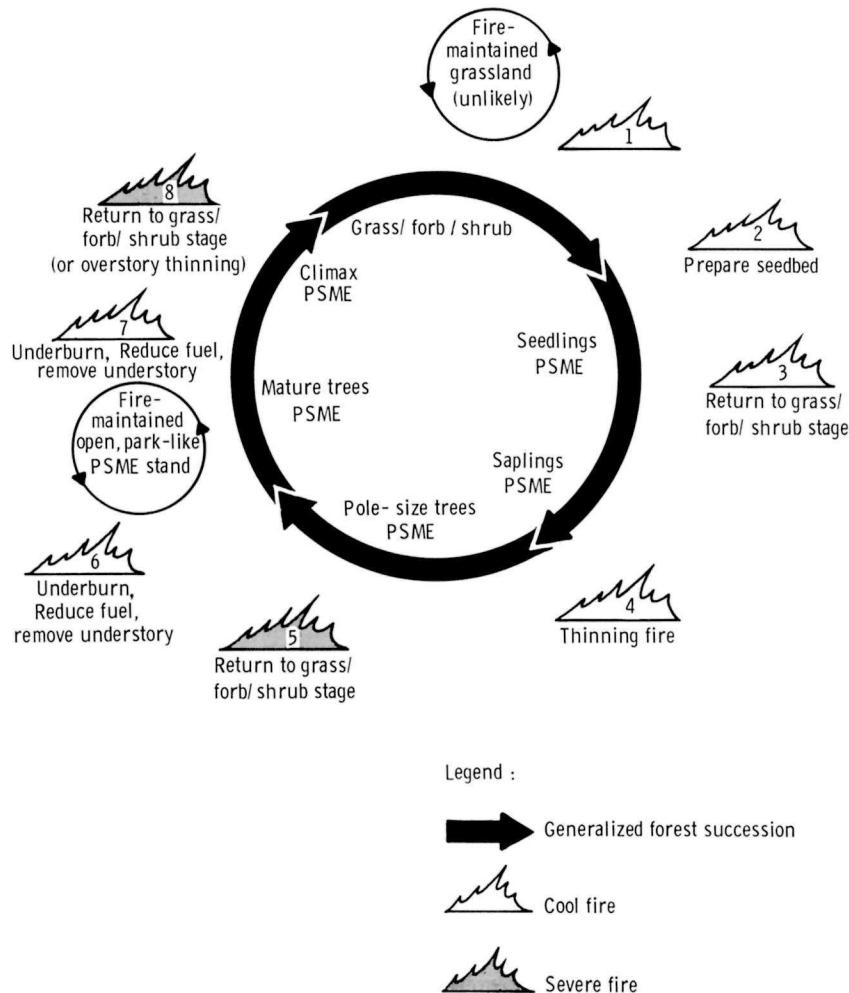 Fire-
maintained
grassland
(unlikely)
1
8
Return to grass/
forb/ shrub stage
(or overstory thinning)
Grass/ forb / shrub
2
Prepare seedbed
Climax
PSME
7
Underburn, Reduce fuel,
remove understory
Seedlings
PSME
3
Return to grass/
forb/ shrub stage
Mature trees
PSME
Fire-
maintained
open, park-like
PSME stand
Saplings
PSME
Pole- size trees
PSME
6
Underburn,
Reduce fuel,
remove understory
4
Thinning fire
5
Return to grass/
forb/ shrub stage
Legend :
Generalized forest succession
Cool fire
Severe fire